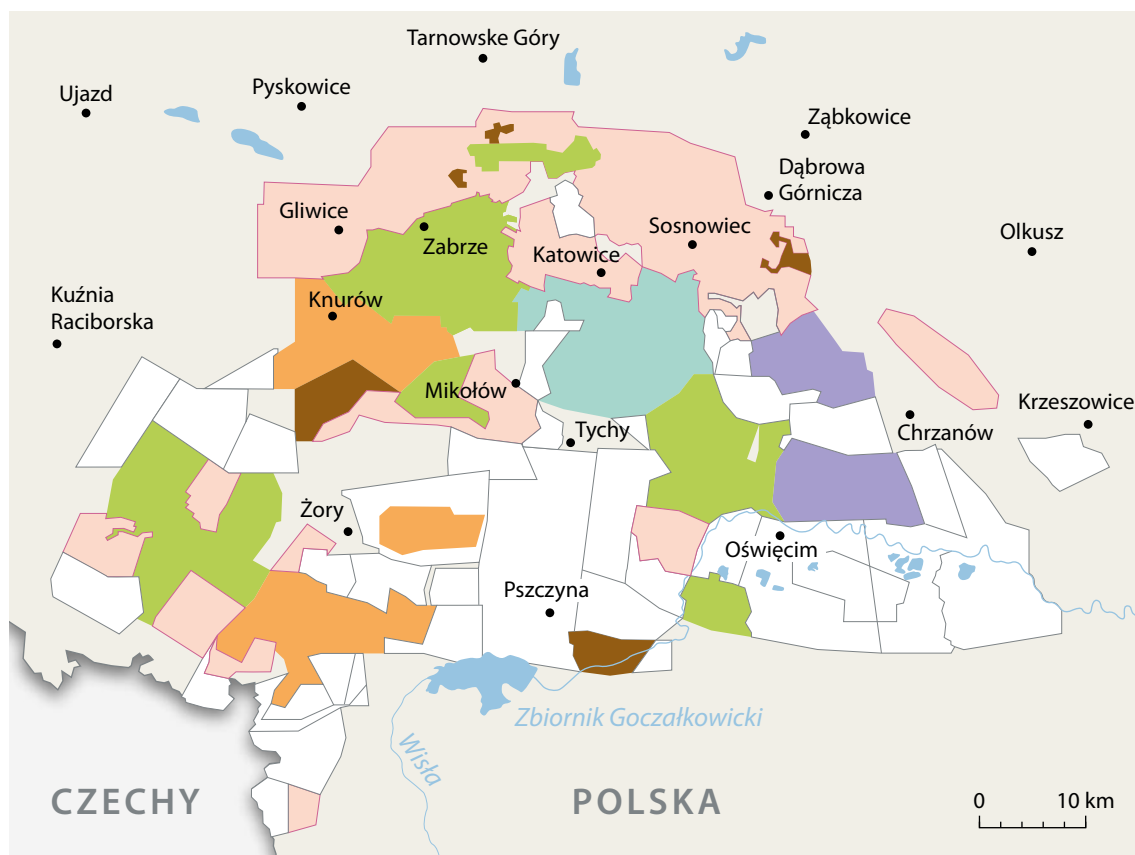 Tarnowske Góry
Ujazd
Pyskowice
Ząbkowice
Dąbrowa
Górnicza
Gliwice
Zabrze
Sosnowiec
Katowice
Olkusz
Kuźnia
Raciborska
Knurów
Mikołów
Krzeszowice
Chrzanów
Tychy
Żory
Oświęcim
Pszczyna
Zbiornik Goczałkowicki
Wisła
CZECHY
POLSKA
0 10 km